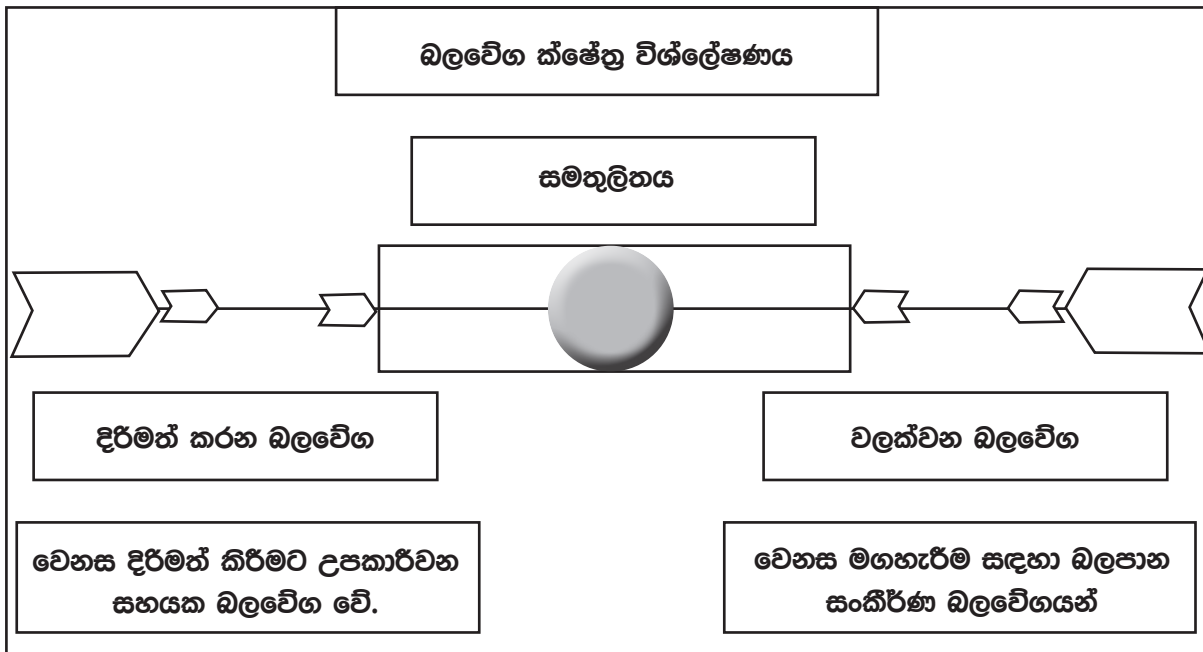 බලවේග ක්ෂේත්‍ර විශ්ලේෂණය
සමතුලිතය
දිරිමත් කරන බලවේග
වලක්වන බලවේග
වෙනස දිරිමත් කිරීමට උපකාරීවන
සහයක බලවේග වේ.
වෙනස මගහැරීම සඳහා බලපාන
සංකීර්ණ බලවේගයන්